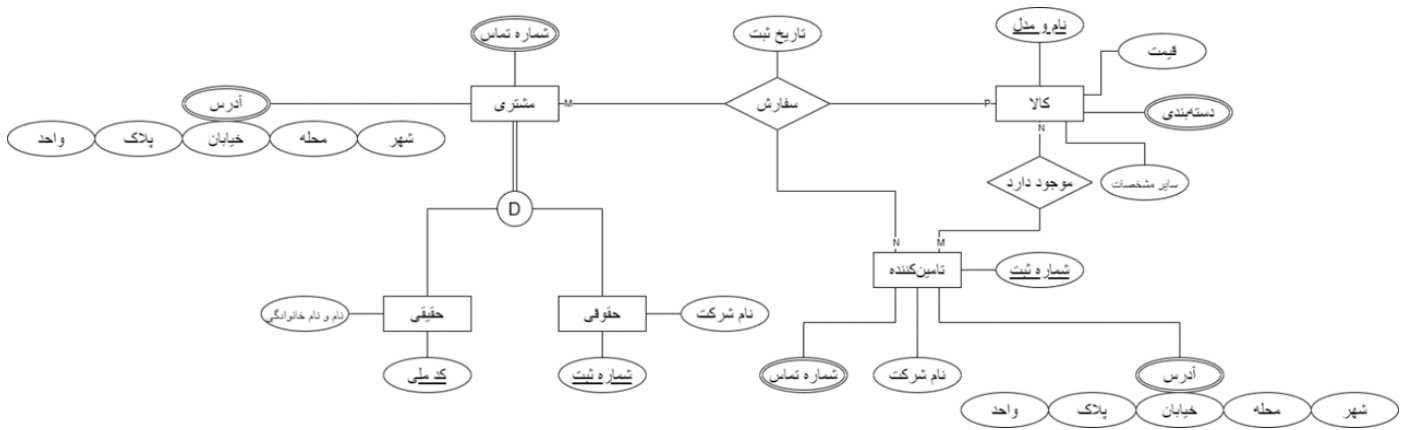 شماره تماس
تاریخ ثبت
نام و مدل
قیمت
آدرس
مشتری
M
سفارش
P
کالا
دسته‌بندی
شهر
محله
خیابان
پلاک
واحد
N
موجود دارد
سایر مشخصات
D
N
M
تامین‌کننده
شماره ثبت
نام و نام خانوادگی
حقیقی
حقوقی
نام شرکت
کد ملی
شماره ثبت
شماره تماس
نام شرکت
آدرس
شهر
محله
خیابان
پلاک
واحد